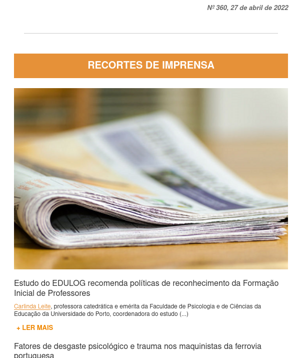 Nº 360, 27 de abril de 2022
RECORTES DE IMPRENSA
Estudo do EDULOG recomenda políticas de reconhecimento da Formação
Inicial de Professores
Carlinda Leite, professora catedrática e emérita da Faculdade de Psicologia e de Ciências da
Educação da Universidade do Porto, coordenadora do estudo (...)
+ LER MAIS
Fatores de desgaste psicológico e trauma nos maquinistas da ferrovia
portuguesa